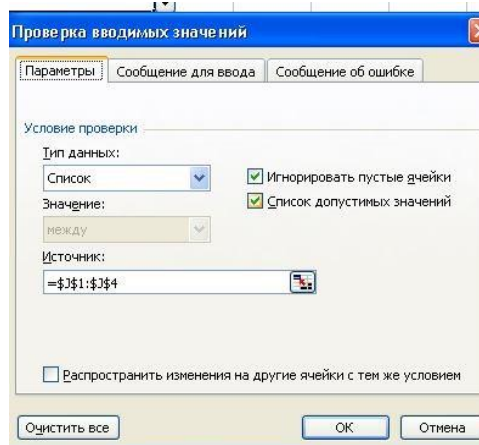 Проверка вводимых значений
Параметры Сообщение для ввода Сообщение об ошибке
Условие проверки
Тип данных:
Список Игнорировать пустые ячейки
Значение: Список допустимых значений
между
Источник:
=$J$1:$J$4
Распространить изменения на другие ячейки с тем же условием
Очистить все ОК Отмена